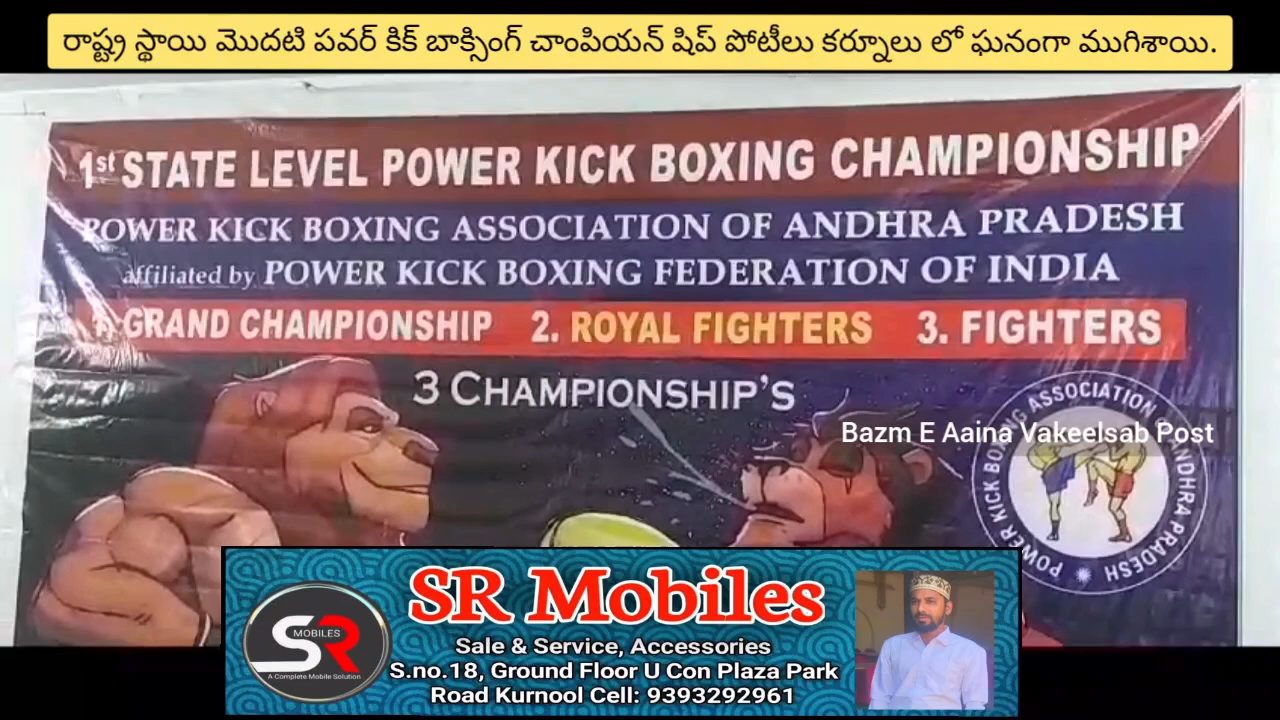 రాష్ట్ర స్థాయి మొదటి పవర్ కిక్ బాక్సింగ్ చాంపియన్ షిప్ పోటీలు కర్నూలు లో ఘనంగా ముగిశాయి.
1st STATE LEVEL POWER KICK BOXING CHAMPIONSHIP
POWER KICK BOXING ASSOCIATION OF ANDHRA PRADESH
affiliated by POWER KICK BOXING FEDERATION OF INDIA
1. GRAND CHAMPIONSHIP 2. ROYAL FIGHTERS 3. FIGHTERS
3 CHAMPIONSHIP'S
Bazm E Aaina Vakeelsab Post
POWER KICK BOXING ASSOCIATION OF ANDHRA PRADESH
SR Mobiles
SR MOBILES
A Complete Mobile Solution
Sale & Service, Accessories
S.no.18, Ground Floor U Con Plaza Park
Road Kurnool Cell: 9393292961